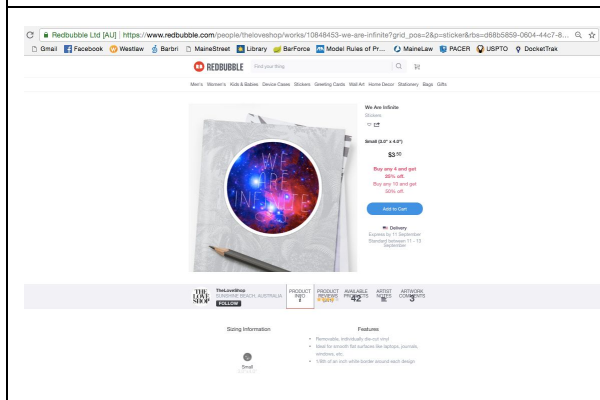 Redbubble Ltd [AU] | https://www.redbubble.com/people/theloveshop/works/10848453-we-are-infinite?grid_pos=2&p=sticker&rbs=d68b5859-0604-44c7-8...
Gmail Facebook Westlaw Barbri MaineStreet Library BarForce Model Rules of Pr... MaineLaw PACER USPTO DocketTrak
REDBUBBLE Find your thing
Men's Women's Kids & Babies Device Cases Stickers Greeting Cards Wall Art Home Decor Stationery Bags Gifts
We Are Infinite
Stickers
Small (3.0" x 4.0")
$3.60
Buy any 4 and get
25% off.
Buy any 10 and get
50% off.
Add to Cart
Delivery
Express by 11 September
Standard between 11 - 13
September
WE
ARE
INFINITE
THE
LOVE
SHOP
TheLoveShop
SUNSHINE BEACH, AUSTRALIA
FOLLOW
PRODUCT
INFO
PRODUCT
REVIEWS
AVAILABLE
PRODUCTS
42
ARTIST
NOTES
ARTWORK
COMMENTS
3
Sizing Information
Small
Features
Removable, individually die-cut vinyl
Ideal for smooth flat surfaces like laptops, journals,
windows, etc.
1/8th of an inch white border around each design